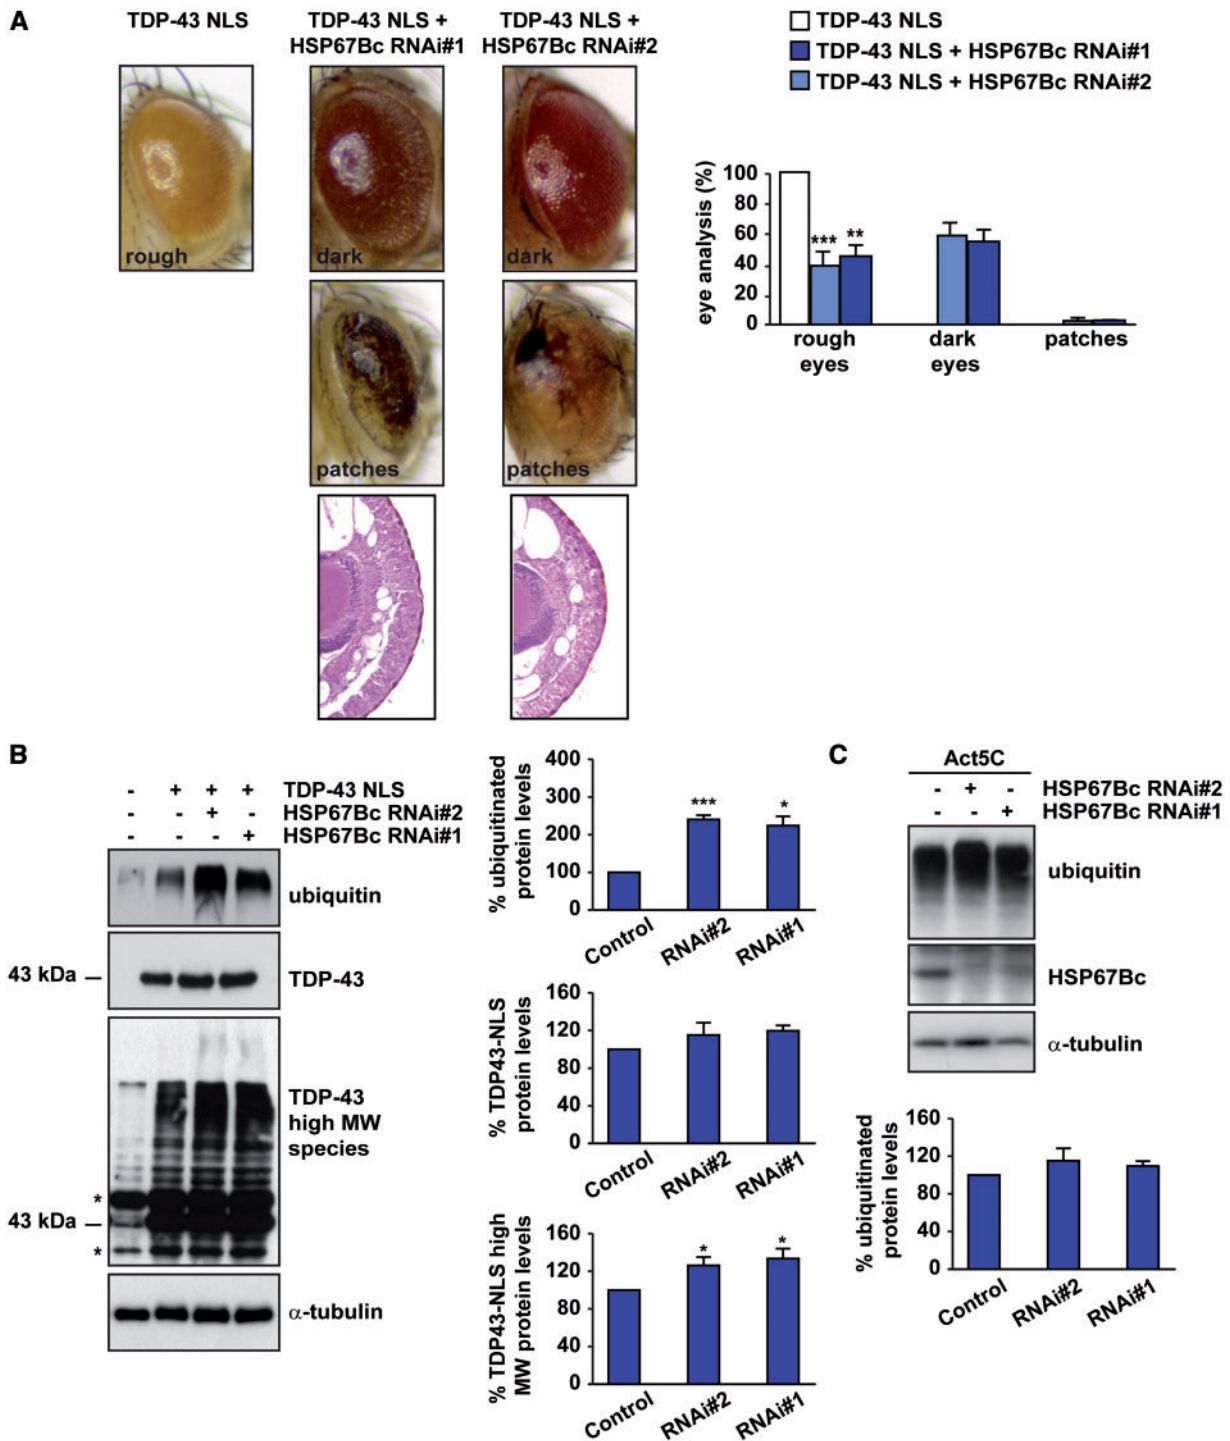 A
TDP-43 NLS
TDP-43 NLS +
HSP67Bc RNAi#1
TDP-43 NLS +
HSP67Bc RNAi#2
rough
dark
dark
patches
patches
TDP-43 NLS
TDP-43 NLS + HSP67Bc RNAi#1
TDP-43 NLS + HSP67Bc RNAi#2
eye analysis (%)
100
80
60
40
20
0
*** **
rough
eyes
dark
eyes
patches
B
- + + + TDP-43 NLS
- - + - HSP67Bc RNAi#2
- - - + HSP67Bc RNAi#1
ubiquitin
43 kDa
TDP-43
TDP-43
high MW
species
*
43 kDa
*
α-tubulin
% ubiquitinated
protein levels
400
300
200
100
0
*** *
Control RNAi#2 RNAi#1
% TDP43-NLS
protein levels
160
120
80
40
0
Control RNAi#2 RNAi#1
% TDP43-NLS high
MW protein levels
160
120
80
40
0
* *
Control RNAi#2 RNAi#1
C
Act5C
- + - HSP67Bc RNAi#2
- - + HSP67Bc RNAi#1
ubiquitin
HSP67Bc
α-tubulin
% ubiquitinated
protein levels
160
120
80
40
0
Control RNAi#2 RNAi#1